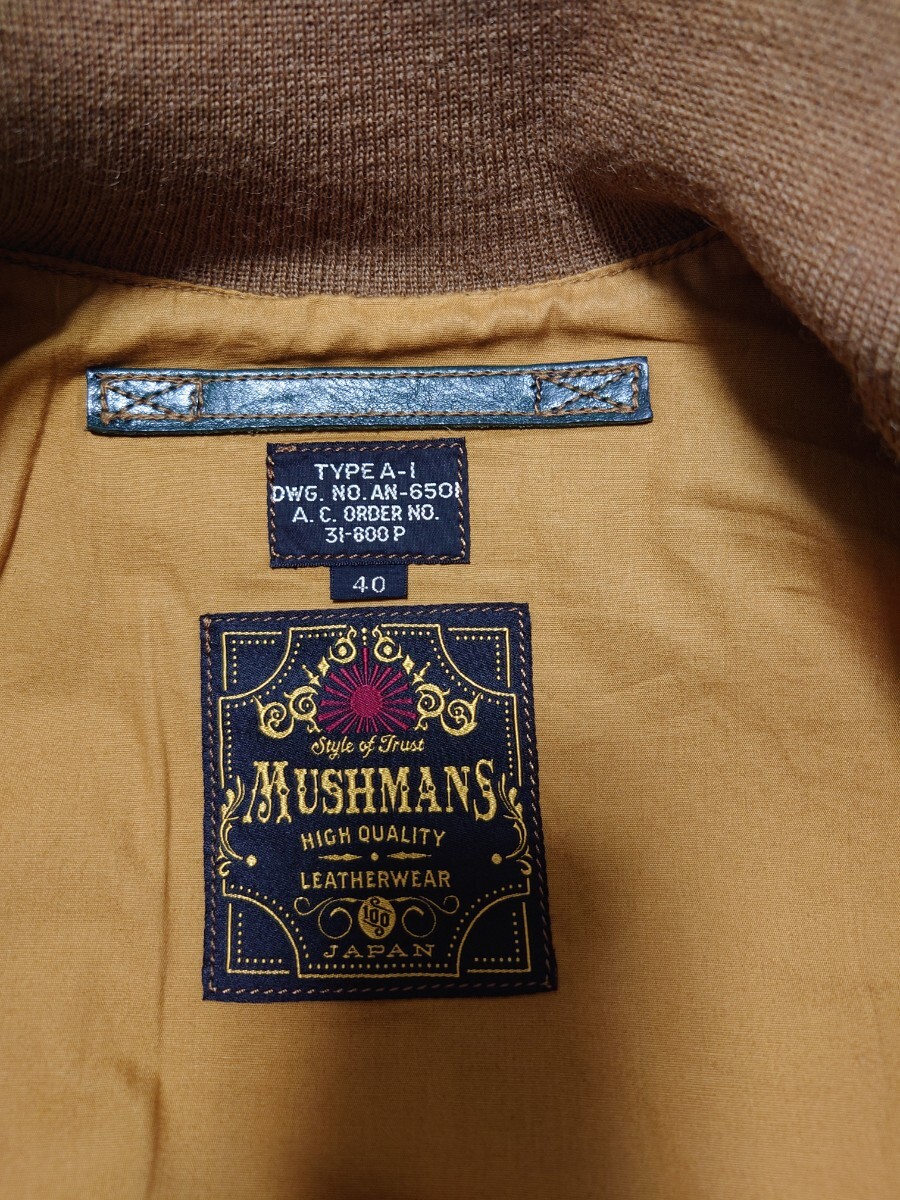 TYPE A-1
DWG. NO. AN-6501
A. C. ORDER NO.
31-800 P
40
Style of Trust
MUSHMANS
HIGH QUALITY
LEATHERWEAR
100
JAPAN